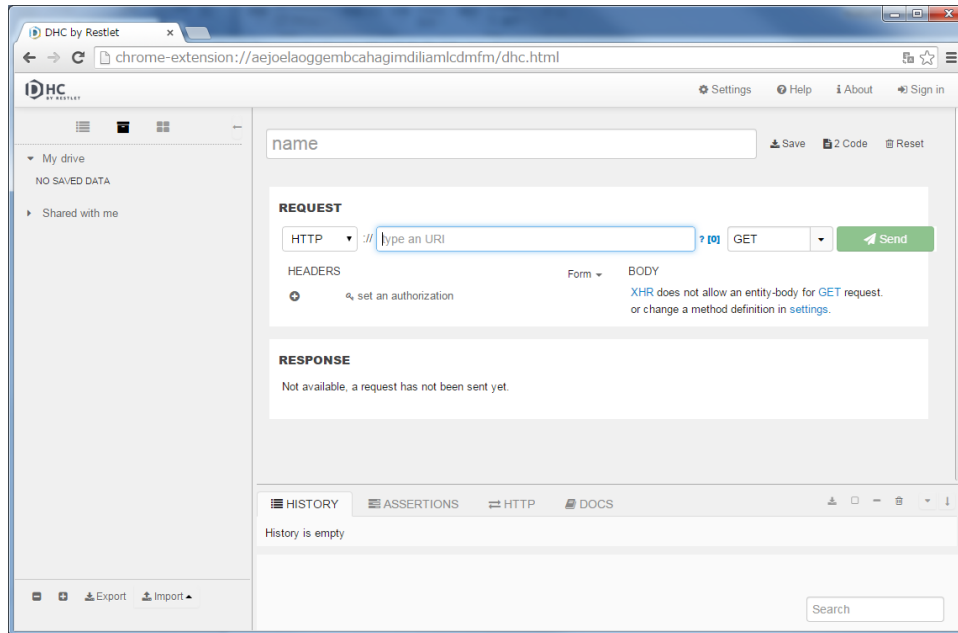 DHC by Restlet
chrome-extension://aejoelaoggembcahagimdiliamlcdmfm/dhc.html
DHC
BY RESTLET
Settings Help About Sign in
name
Save 2 Code Reset
My drive
NO SAVED DATA
Shared with me
REQUEST
HTTP :// type an URI ? [0] GET Send
HEADERS Form BODY
set an authorization
XHR does not allow an entity-body for GET request.
or change a method definition in settings.
RESPONSE
Not available, a request has not been sent yet.
HISTORY ASSERTIONS HTTP DOCS
History is empty
Export Import
Search